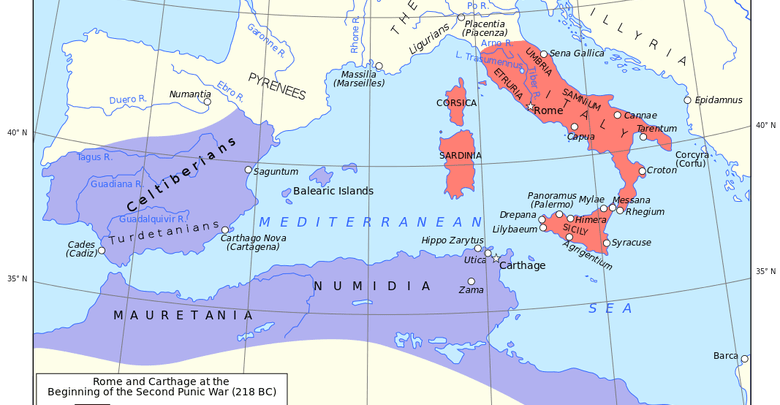 Po R.
THE
ILLYRIA
Placentia
(Piacenza)
Garonne R.
Rhone R.
Ligurians
Arno R.
UMBRIA
Sena Gallica
L. Trasumennus
Massilia
(Marseilles)
PYRENEES
Ebro R.
Numantia
Duero R.
ETRURIA
Tiber R.
CORSICA
SAMNIUM
ITALY
Rome
Epidamnus
Cannae
Tarentum
Capua
40° N
40° N
Celtiberians
Tagus R.
SARDINIA
Corcyra
(Corfu)
Saguntum
Croton
Guadiana R.
Balearic Islands
Panoramus
(Palermo)
Mylae
Messana
Rhegium
Guadalquivir R.
Drepana
Himera
MEDITERRANEAN
Lilybaeum
SICILY
Turdetanians
Carthago Nova
(Cartagena)
Hippo Zarytus
Syracuse
Cades
(Cadiz)
Utica
Agrigentium
Carthage
35° N
35° N
NUMIDIA
Zama
SEA
MAURETANIA
Barca
Rome and Carthage at the
Beginning of the Second Punic War (218 BC)